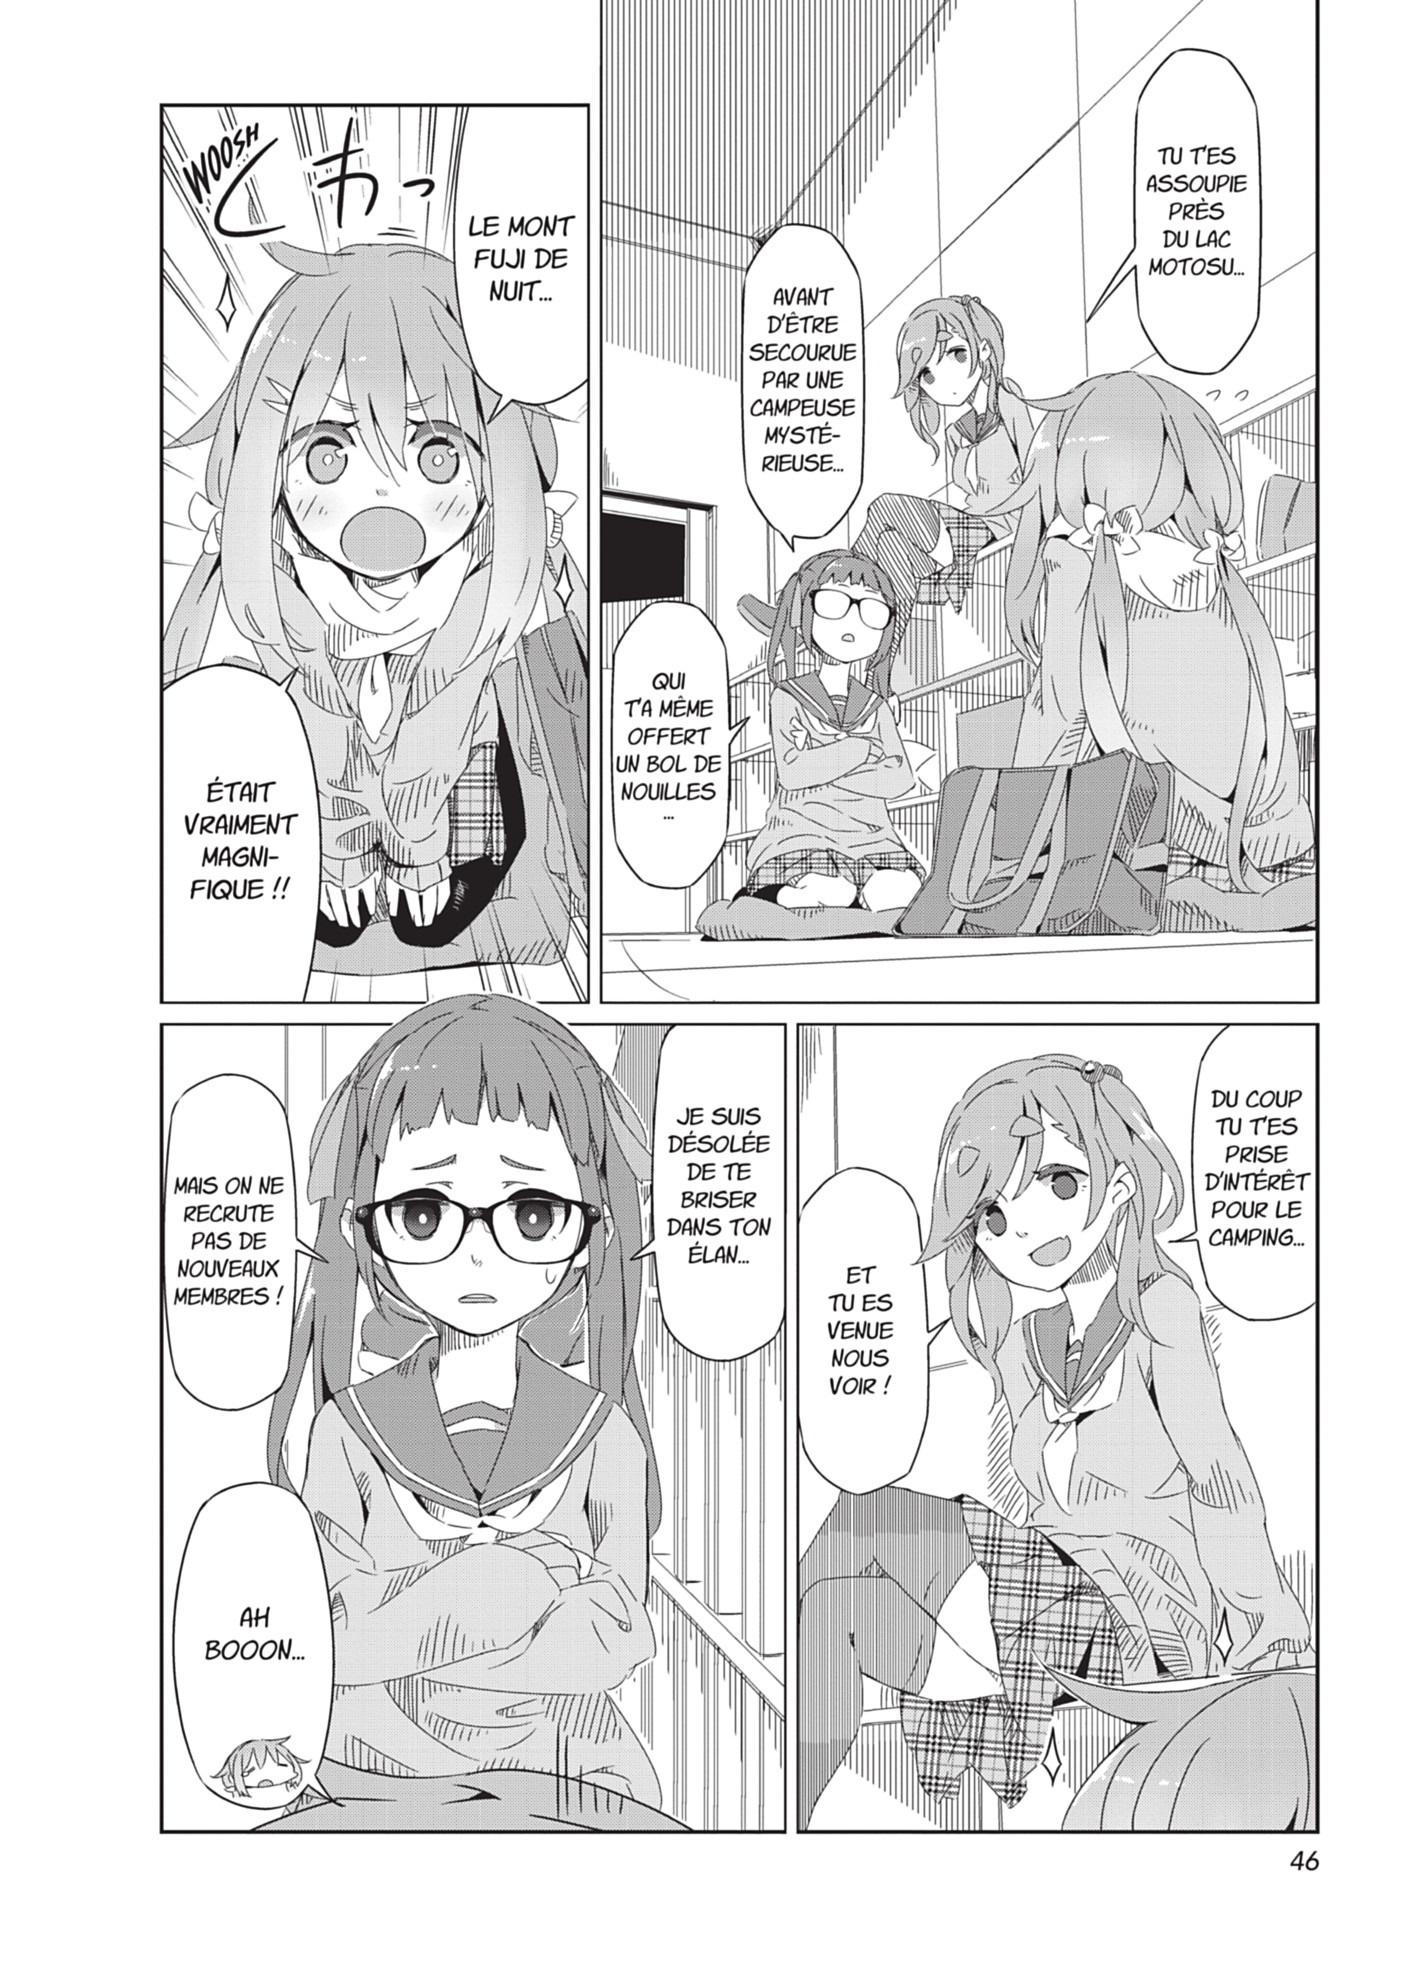 TU T'ES
ASSOUPIE
PRÈS
DU LAC
MOTOSU...
AVANT
D'ÊTRE
SECOURUE
PAR UNE
CAMPEUSE
MYSTÉ-
RIEUSE...
QUI
T'A MÊME
OFFERT
UN BOL DE
NOUILLES
...
WOOSH
くわっ
LE MONT
FUJI DE
NUIT...
ÉTAIT
VRAIMENT
MAGNI-
FIQUE !!
DU COUP
TU T'ES
PRISE
D'INTÉRÊT
POUR LE
CAMPING...
ET
TU ES
VENUE
NOUS
VOIR !
JE SUIS
DÉSOLÉE
DE TE
BRISER
DANS TON
ÉLAN...
MAIS ON NE
RECRUTE
PAS DE
NOUVEAUX
MEMBRES !
AH
BOOON...
46